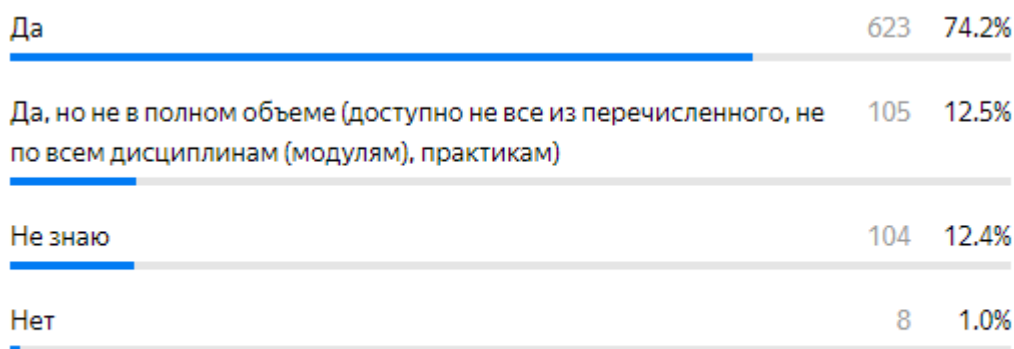 Да 623 74.2%
Да, но не в полном объеме (доступно не все из перечисленного, не 105 12.5%
по всем дисциплинам (модулям), практикам)
Не знаю 104 12.4%
Нет 8 1.0%